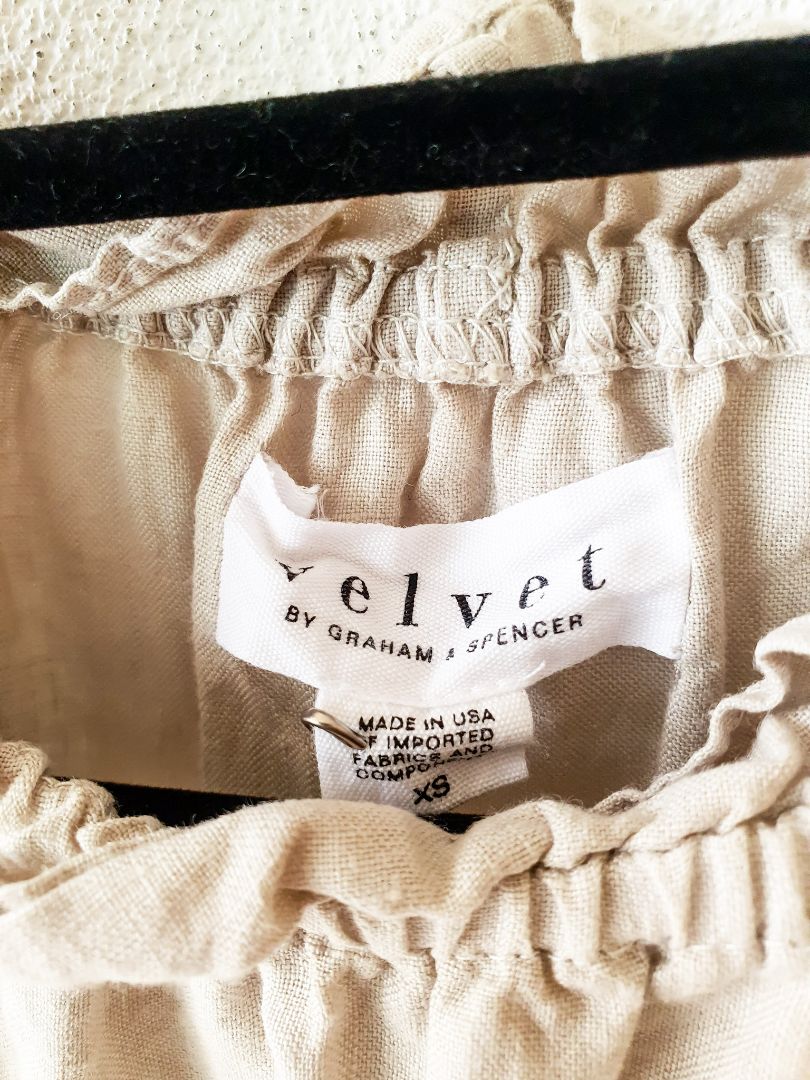 velvet
BY GRAHAM & SPENCER
MADE IN USA
OF IMPORTED
FABRICS AND
XS